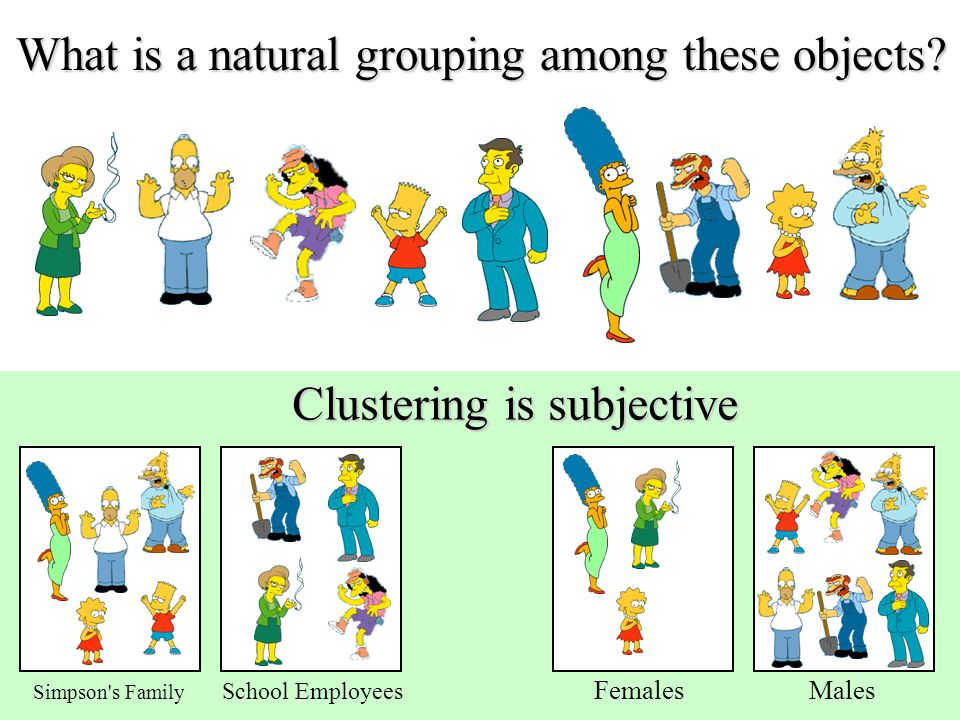 What is a natural grouping among these objects?
Clustering is subjective
Simpson's Family
School Employees
Females
Males